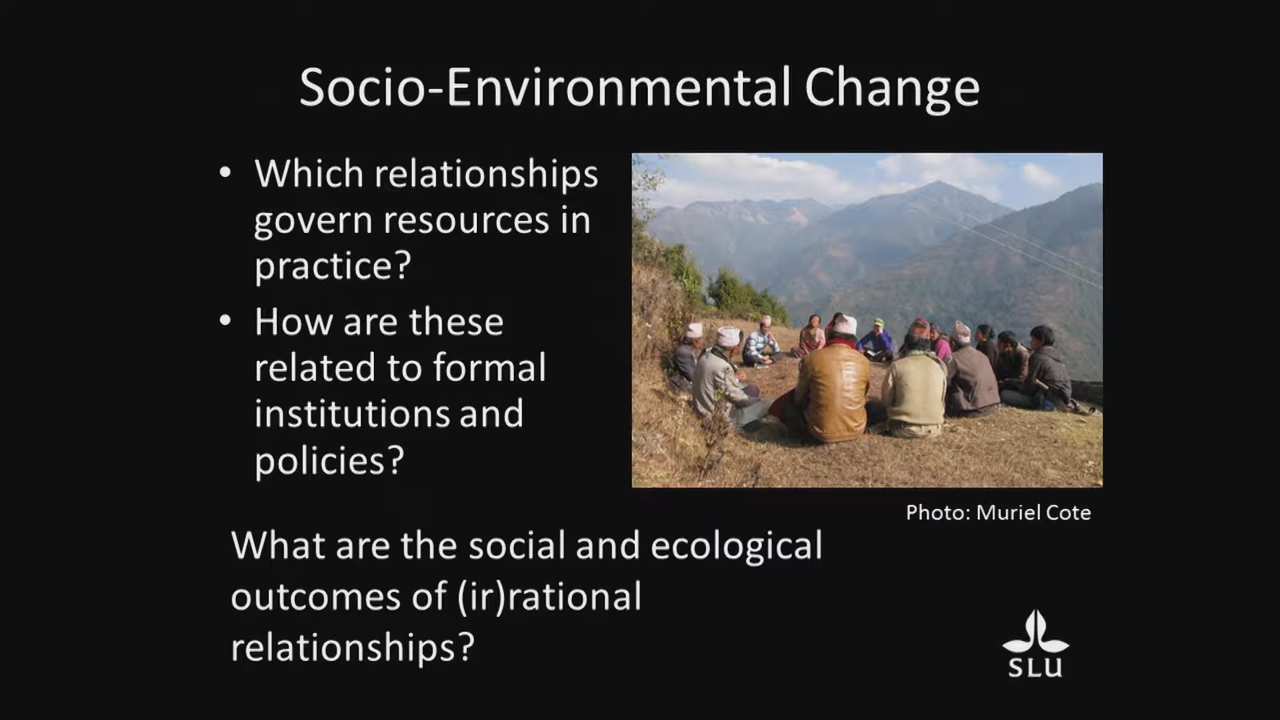 Socio-Environmental Change
• Which relationships
govern resources in
practice?
• How are these
related to formal
institutions and
policies?
Photo: Muriel Cote
What are the social and ecological
outcomes of (ir)rational
relationships?
SLU